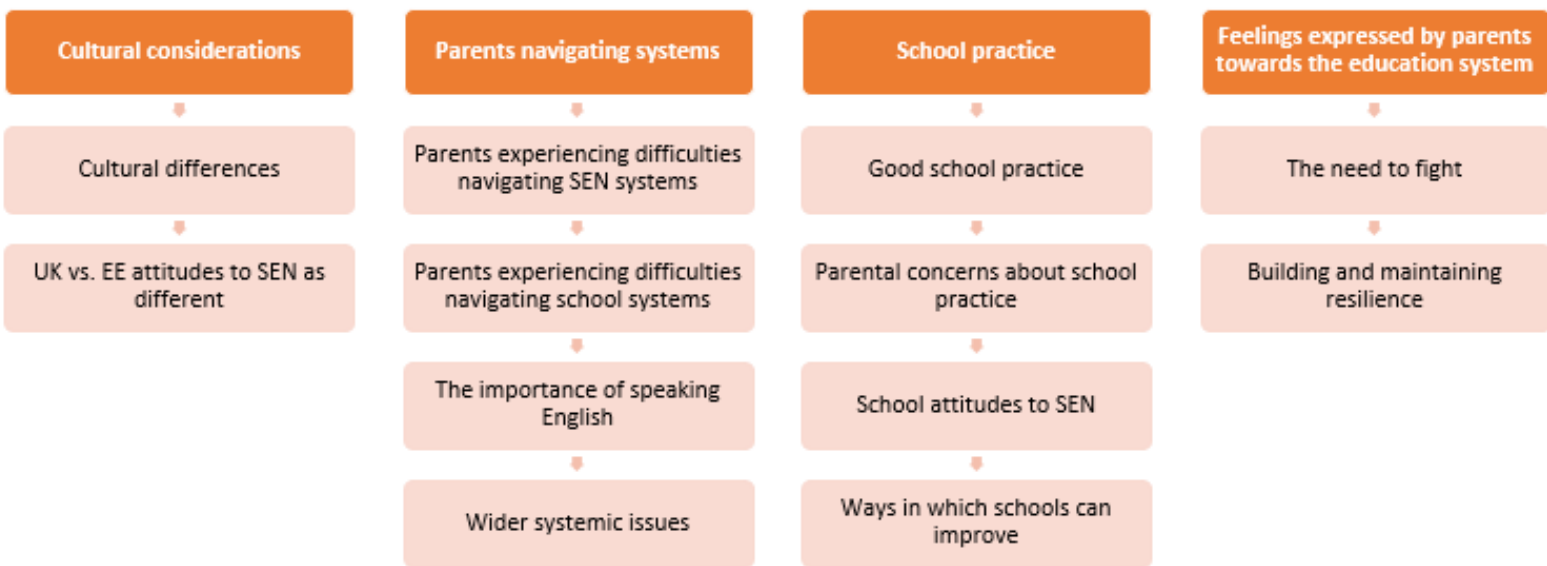 Cultural considerations
Cultural differences
UK vs. EE attitudes to SEN as
different
Parents navigating systems
Parents experiencing difficulties
navigating SEN systems
Parents experiencing difficulties
navigating school systems
The importance of speaking
English
Wider systemic issues
School practice
Good school practice
Parental concerns about school
practice
School attitudes to SEN
Ways in which schools can
improve
Feelings expressed by parents
towards the education system
The need to fight
Building and maintaining
resilience